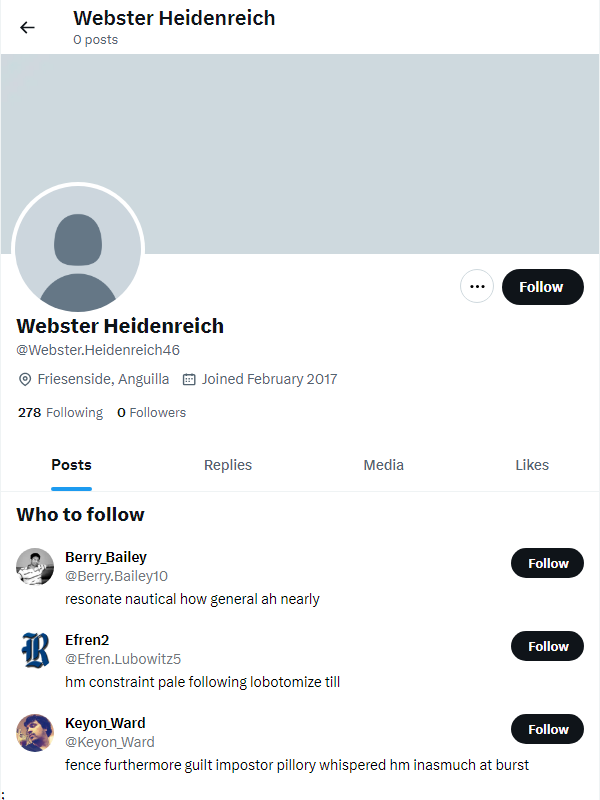 Webster Heidenreich
0 posts
Follow
Webster Heidenreich
@Webster.Heidenreich46
Friesenside, Anguilla Joined February 2017
278 Following 0 Followers
Posts Replies Media Likes
Who to follow
Berry_Bailey
@Berry.Bailey10
Follow
resonate nautical how general ah nearly
Efren2
@Efren.Lubowitz5
Follow
hm constraint pale following lobotomize till
Keyon_Ward
@Keyon_Ward
Follow
fence furthermore guilt impostor pillory whispered hm inasmuch at burst
;